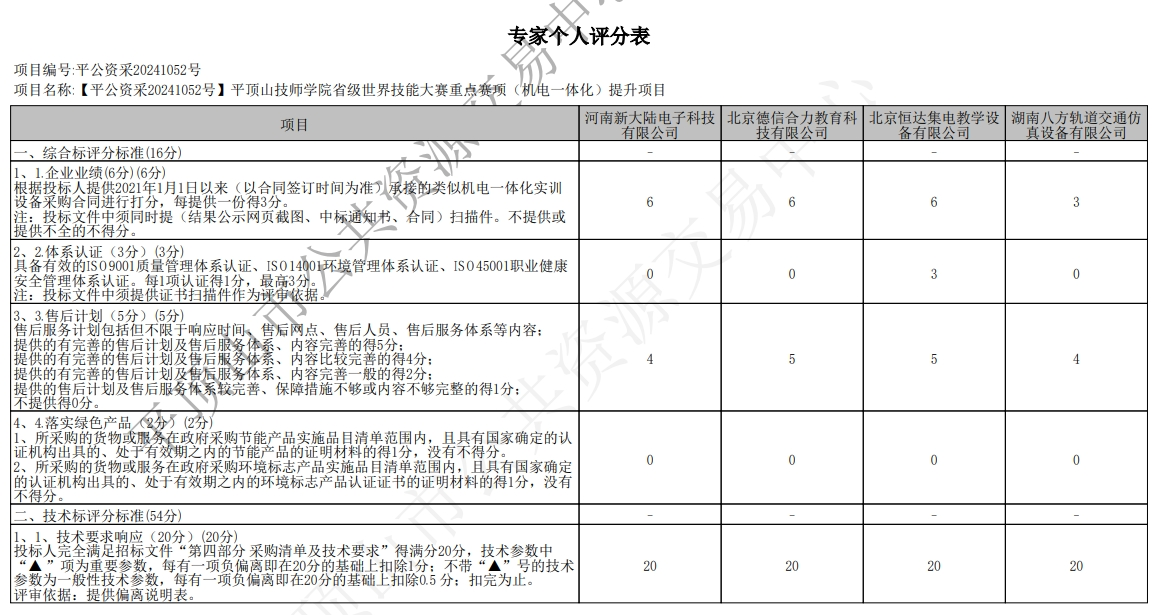 专家个人评分表
项目编号:平公资采20241052号
项目名称:【平公资采20241052号】平顶山技师学院省级世界技能大赛重点赛项（机电一体化）提升项目
项目
河南新大陆电子科技
有限公司
北京德信合力教育科
技有限公司
北京恒达集电教学设
备有限公司
湖南八方轨道交通仿
真设备有限公司
一、综合标评分标准(16分)
-
-
-
-
1、1.企业业绩(6分)(6分)
根据投标人提供2021年1月1日以来（以合同签订时间为准）承接的类似机电一体化实训
设备采购合同进行打分，每提供一份得3分。
注：投标文件中须同时提（结果公示网页截图、中标通知书、合同）扫描件。不提供或
提供不全的不得分。
6
6
6
3
2、2.体系认证（3分）(3分)
具备有效的ISO9001质量管理体系认证、ISO14001环境管理体系认证、ISO45001职业健康
安全管理体系认证。每1项认证得1分，最高3分。
注：投标文件中须提供证书扫描件作为评审依据。
0
0
3
0
3、3.售后计划（5分）(5分)
售后服务计划包括但不限于响应时间、售后网点、售后人员、售后服务体系等内容；
提供的有完善的售后计划及售后服务体系、内容完善的得5分；
提供的有完善的售后计划及售后服务体系、内容比较完善的得4分；
提供的有完善的售后计划及售后服务体系、内容完善一般的得2分；
提供的售后计划及售后服务体系较完善、保障措施不够或内容不够完整的得1分；
不提供得0分。
4
5
5
4
4、4.落实绿色产品（2分）(2分)
1、所采购的货物或服务在政府采购节能产品实施品目清单范围内，且具有国家确定的认
证机构出具的、处于有效期之内的节能产品的证明材料的得1分，没有不得分。
2、所采购的货物或服务在政府采购环境标志产品实施品目清单范围内，且具有国家确定
的认证机构出具的、处于有效期之内的环境标志产品认证证书的证明材料的得1分，没有
不得分。
0
0
0
0
二、技术标评分标准(54分)
-
-
-
-
1、1、技术要求响应（20分）(20分)
投标人完全满足招标文件“第四部分 采购清单及技术要求”得满分20分，技术参数中
“▲”项为重要参数，每有一项负偏离即在20分的基础上扣除1分；不带“▲”号的技术
参数为一般性技术参数，每有一项负偏离即在20分的基础上扣除0.5 分；扣完为止。
评审依据：提供偏离说明表。
20
20
20
20
平顶山市公共资源交易中心
平顶山市公共资源交易中心